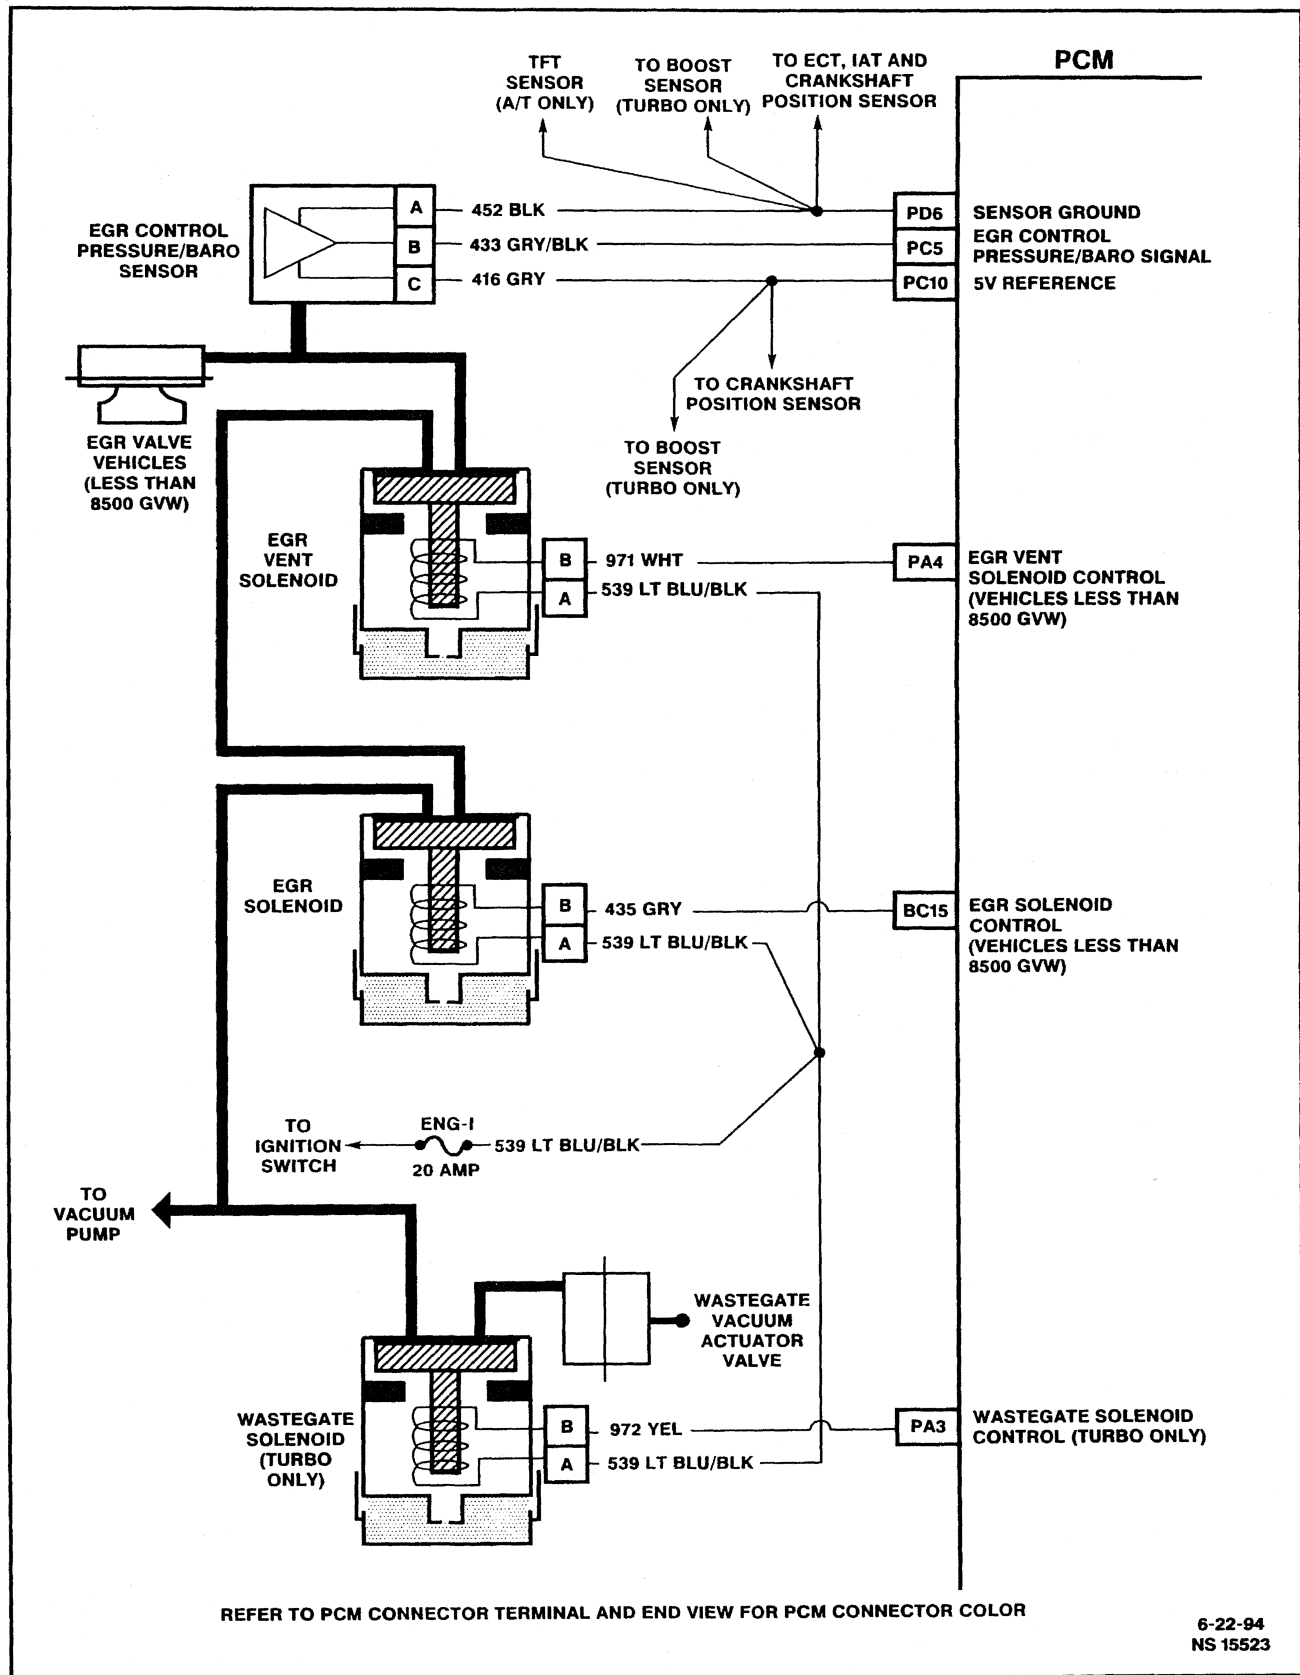 PCM
TFT
SENSOR
(A/T ONLY)
TO BOOST
SENSOR
(TURBO ONLY)
TO ECT, IAT AND
CRANKSHAFT
POSITION SENSOR
EGR CONTROL
PRESSURE/BARO
SENSOR
A
452 BLK
PD6
SENSOR GROUND
B
433 GRY/BLK
PC5
EGR CONTROL
PRESSURE/BARO SIGNAL
C
416 GRY
PC10
5V REFERENCE
TO CRANKSHAFT
POSITION SENSOR
TO BOOST
SENSOR
(TURBO ONLY)
EGR VALVE
VEHICLES
(LESS THAN
8500 GVW)
EGR
VENT
SOLENOID
B
971 WHT
A
539 LT BLU/BLK
PA4
EGR VENT
SOLENOID CONTROL
(VEHICLES LESS THAN
8500 GVW)
EGR
SOLENOID
B
435 GRY
A
539 LT BLU/BLK
BC15
EGR SOLENOID
CONTROL
(VEHICLES LESS THAN
8500 GVW)
TO
IGNITION
SWITCH
ENG-I
20 AMP
539 LT BLU/BLK
TO
VACUUM
PUMP
WASTEGATE
VACUUM
ACTUATOR
VALVE
WASTEGATE
SOLENOID
(TURBO
ONLY)
B
972 YEL
A
539 LT BLU/BLK
PA3
WASTEGATE SOLENOID
CONTROL (TURBO ONLY)
REFER TO PCM CONNECTOR TERMINAL AND END VIEW FOR PCM CONNECTOR COLOR
6-22-94
NS 15523